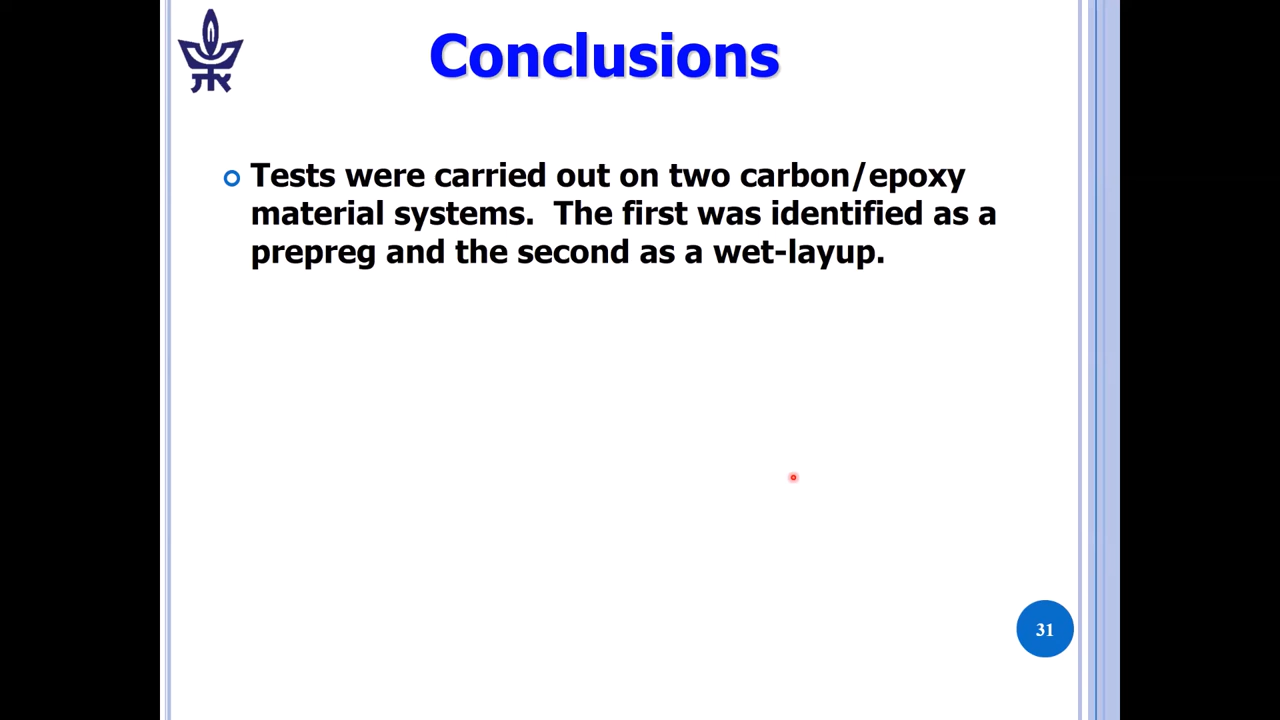 Conclusions
Tests were carried out on two carbon/epoxy
material systems.  The first was identified as a
prepreg and the second as a wet-layup.
31